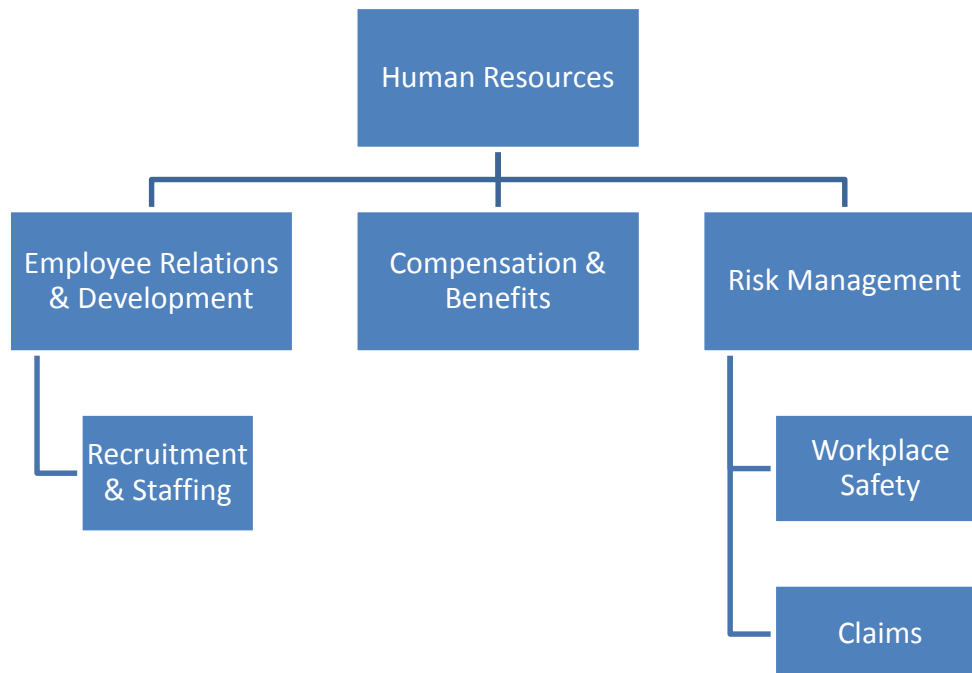 Human Resources
Employee Relations
& Development
Compensation &
Benefits
Risk Management
Recruitment
& Staffing
Workplace
Safety
Claims